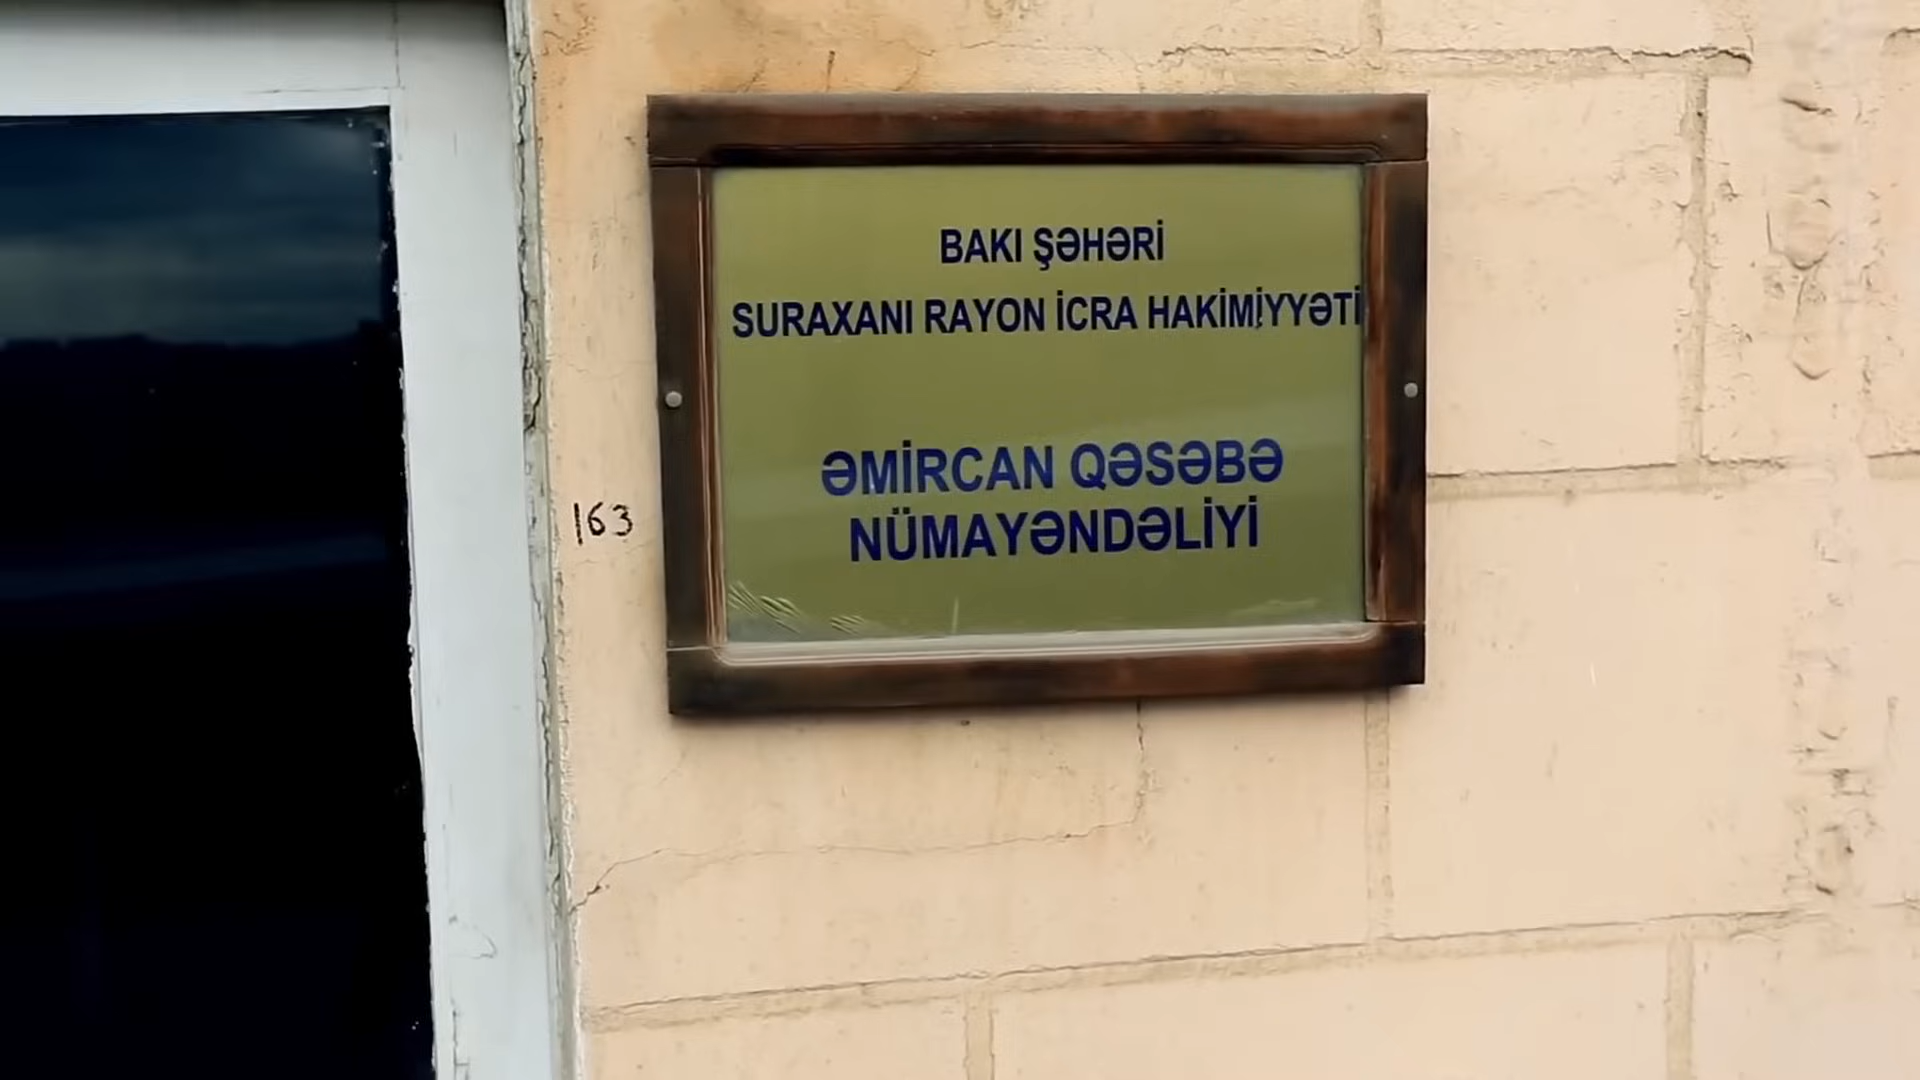 BAKI ŞƏHƏRİ
SURAXANI RAYON İCRA HAKİMİYYƏTİ
ƏMİRCAN QƏSƏBƏ
NÜMAYƏNDƏLİYİ
163